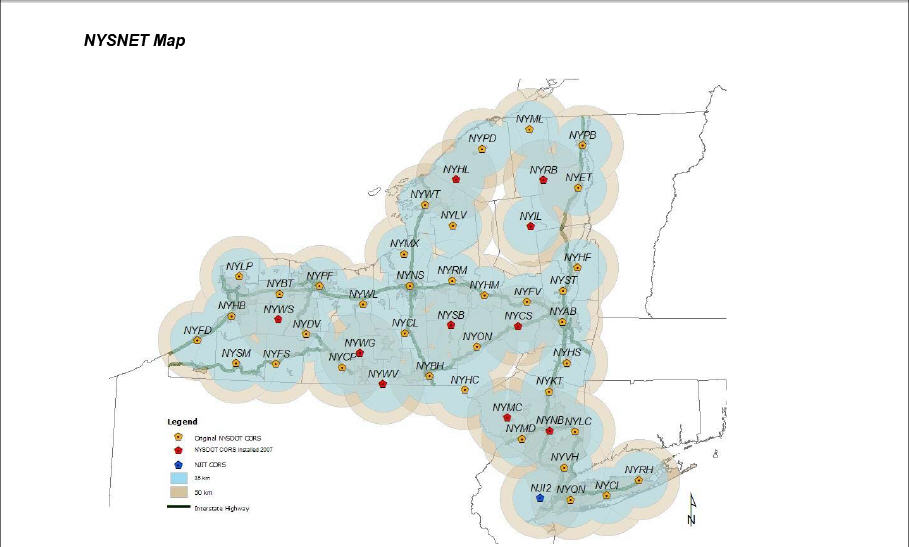 NYSNET Map
NYML
NYPD
NYPB
NYHL
NYRB
NYET
NYWT
NYLV
NYIL
NYMX
NYHF
NYLP
NYBT
NYPF
NYNS
NYRM
NYST
NYWL
NYHM
NYFV
NYHB
NYWS
NYSB
NYCS
NYAB
NYFD
NYDV
NYCL
NYON
NYWG
NYSM
NYFS
NYCP
NYHS
NYWV
NYBH
NYHC
NYKT
NYMC
NYMD
NYNB
NYLC
NYVH
NYRH
NJI2
NYQN
NYCI
Legend
Original NYSDOT CORS
NYSDOT CORS Installed 2007
NJIT CORS
35 km
50 km
Interstate Highway
N